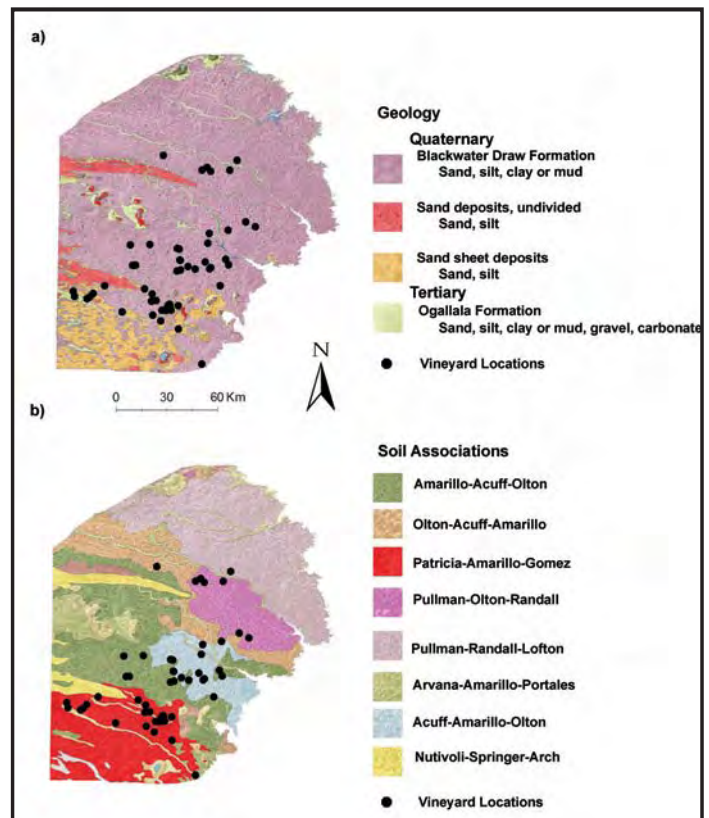 a)
Geology
Quaternary
Blackwater Draw Formation
Sand, silt, clay or mud
Sand deposits, undivided
Sand, silt
Sand sheet deposits
Sand, silt
Tertiary
Ogallala Formation
Sand, silt, clay or mud, gravel, carbonate
Vineyard Locations
N
0 20 40 60 Km
b)
Soil Associations
Amarillo-Acuff-Olton
Olton-Acuff-Amarillo
Patricia-Amarillo-Gomez
Pullman-Olton-Randall
Pullman-Randall-Lofton
Arvana-Amarillo-Portales
Acuff-Amarillo-Olton
Nutivoli-Springer-Arch
Vineyard Locations